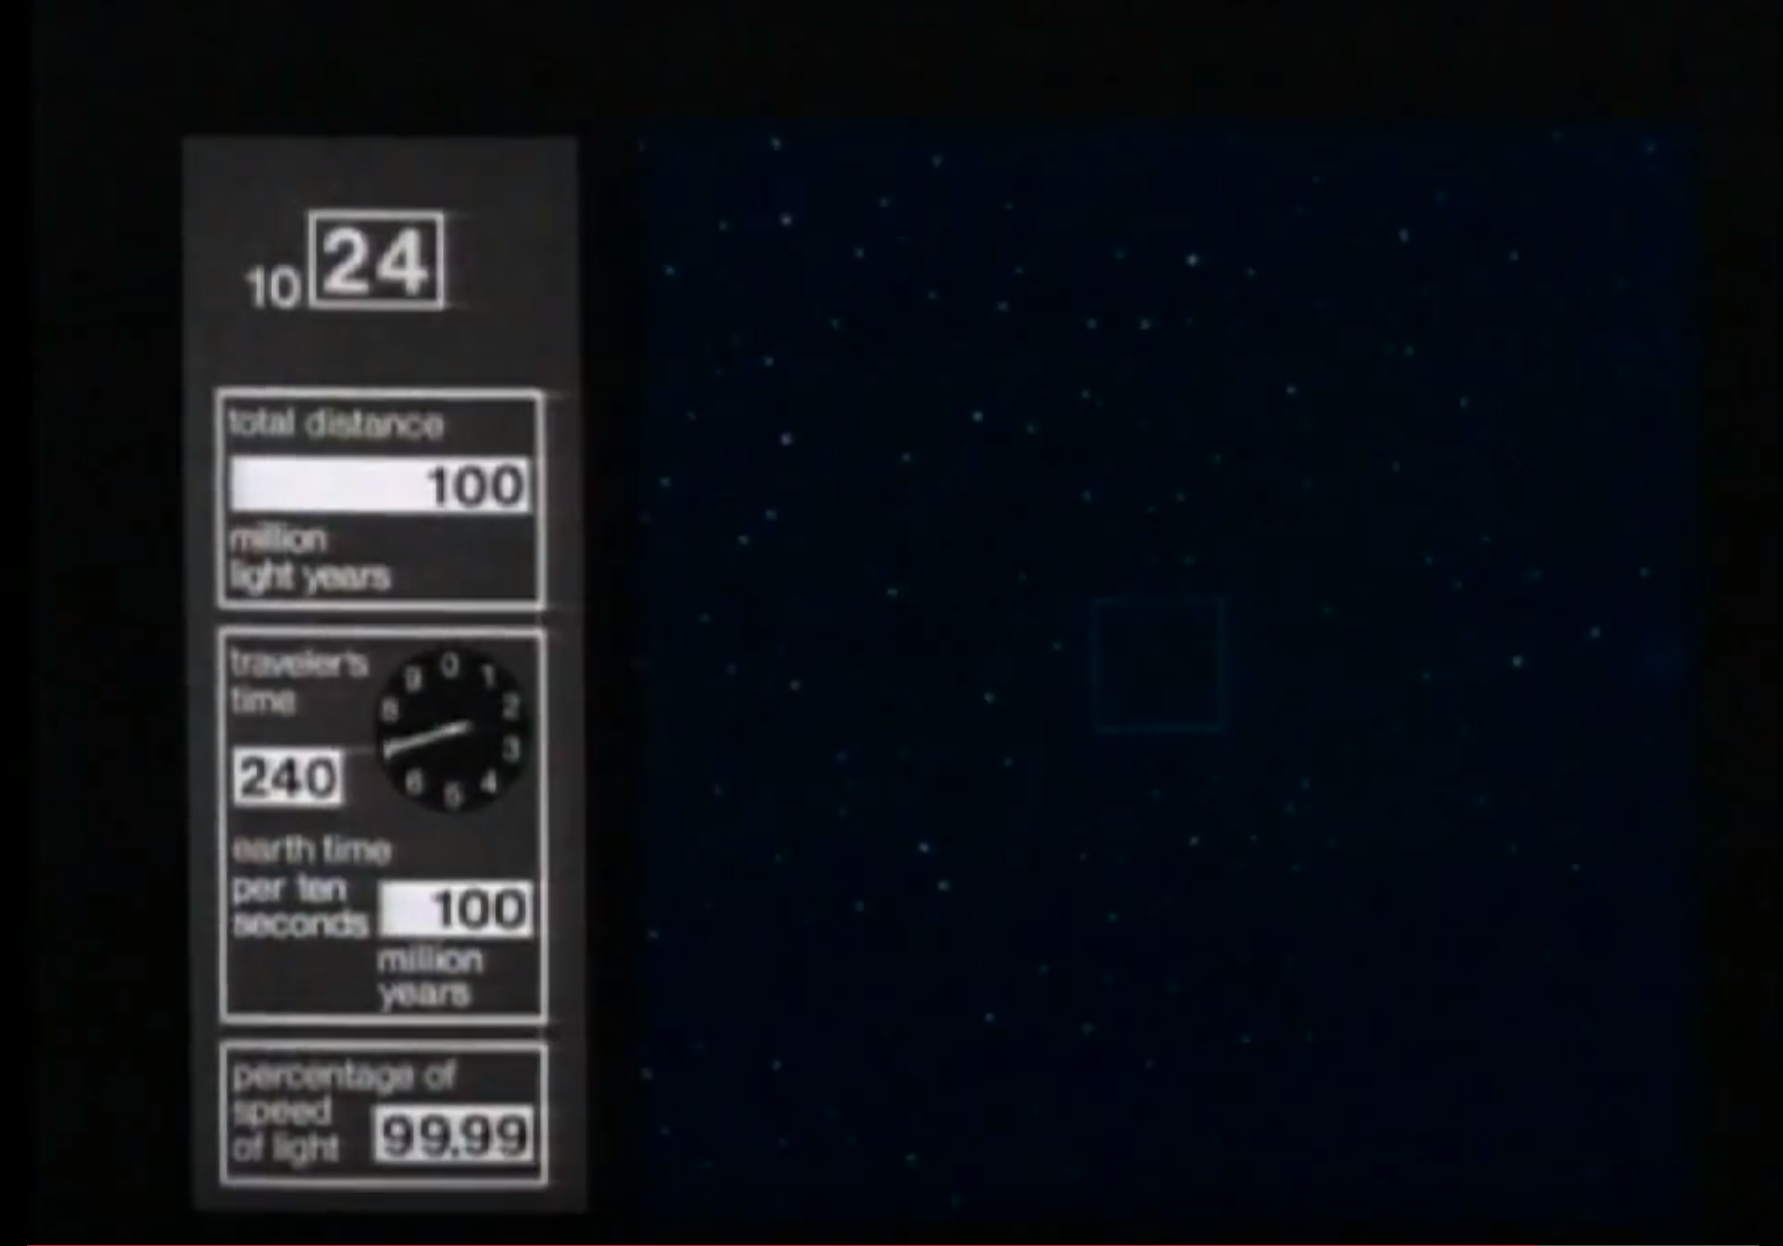 10 24
total distance
100
million
light years
traveler's
time
9 0 1
8 2
3
6 5 4
240
earth time
per ten
seconds
100
million
years
percentage of
speed
of light
99.99